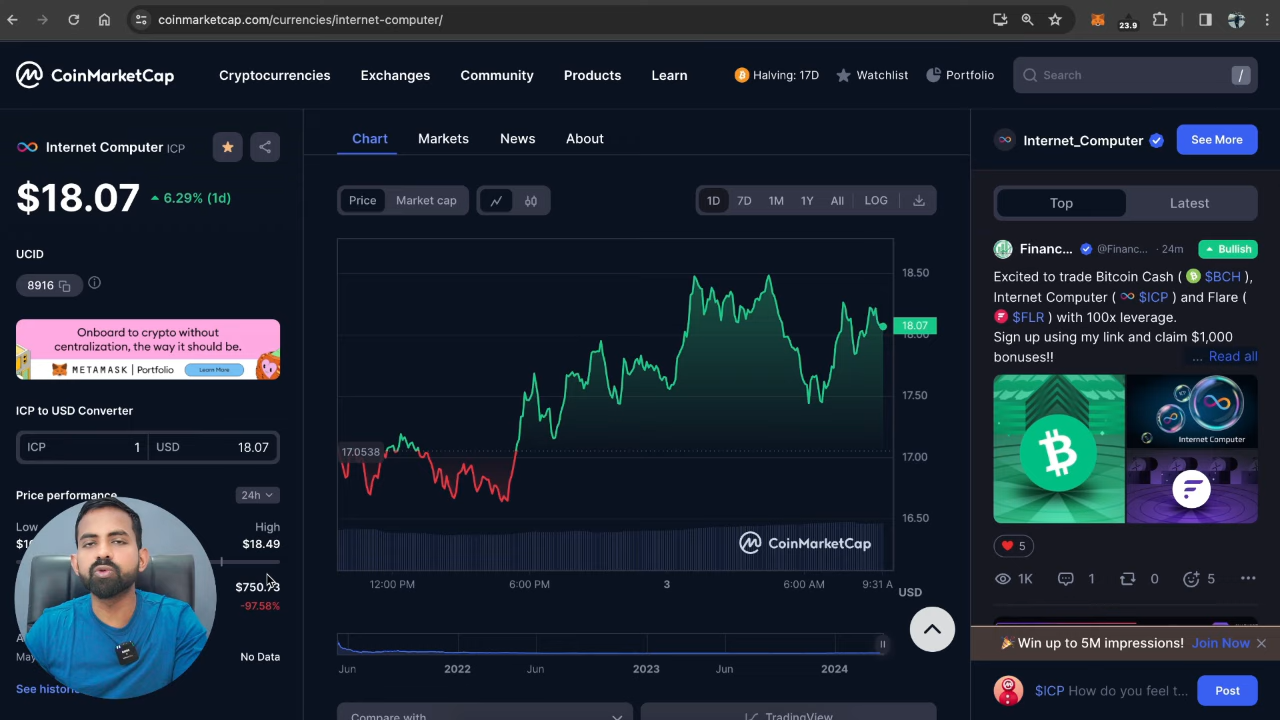 coinmarketcap.com/currencies/internet-computer/
23.9
CoinMarketCap
Cryptocurrencies
Exchanges
Community
Products
Learn
Halving: 17D
Watchlist
Portfolio
Search
/
Internet Computer ICP
$18.07
6.29% (1d)
UCID
8916
Onboard to crypto without
centralization, the way it should be.
METAMASK | Portfolio
Learn More
ICP to USD Converter
ICP
1
USD
18.07
Price performance
24h
Low
High
$18.49
$750.73
-97.58%
No Data
Chart
Markets
News
About
Price
Market cap
1D
7D
1M
1Y
All
LOG
18.50
18.07
18.00
17.50
17.0538
17.00
16.50
CoinMarketCap
12:00 PM
6:00 PM
3
6:00 AM
9:31 A
USD
Jun
2022
Jun
2023
Jun
2024
Compare with
TradingView
Internet_Computer
See More
Top
Latest
Financ...
@Financ...
· 24m
Bullish
Excited to trade Bitcoin Cash ( $BCH ),
Internet Computer ( $ICP ) and Flare (
$FLR ) with 100x leverage.
Sign up using my link and claim $1,000
bonuses!!
... Read all
Internet Computer
5
1K
1
0
5
Win up to 5M impressions! Join Now
$ICP How do you feel t...
Post